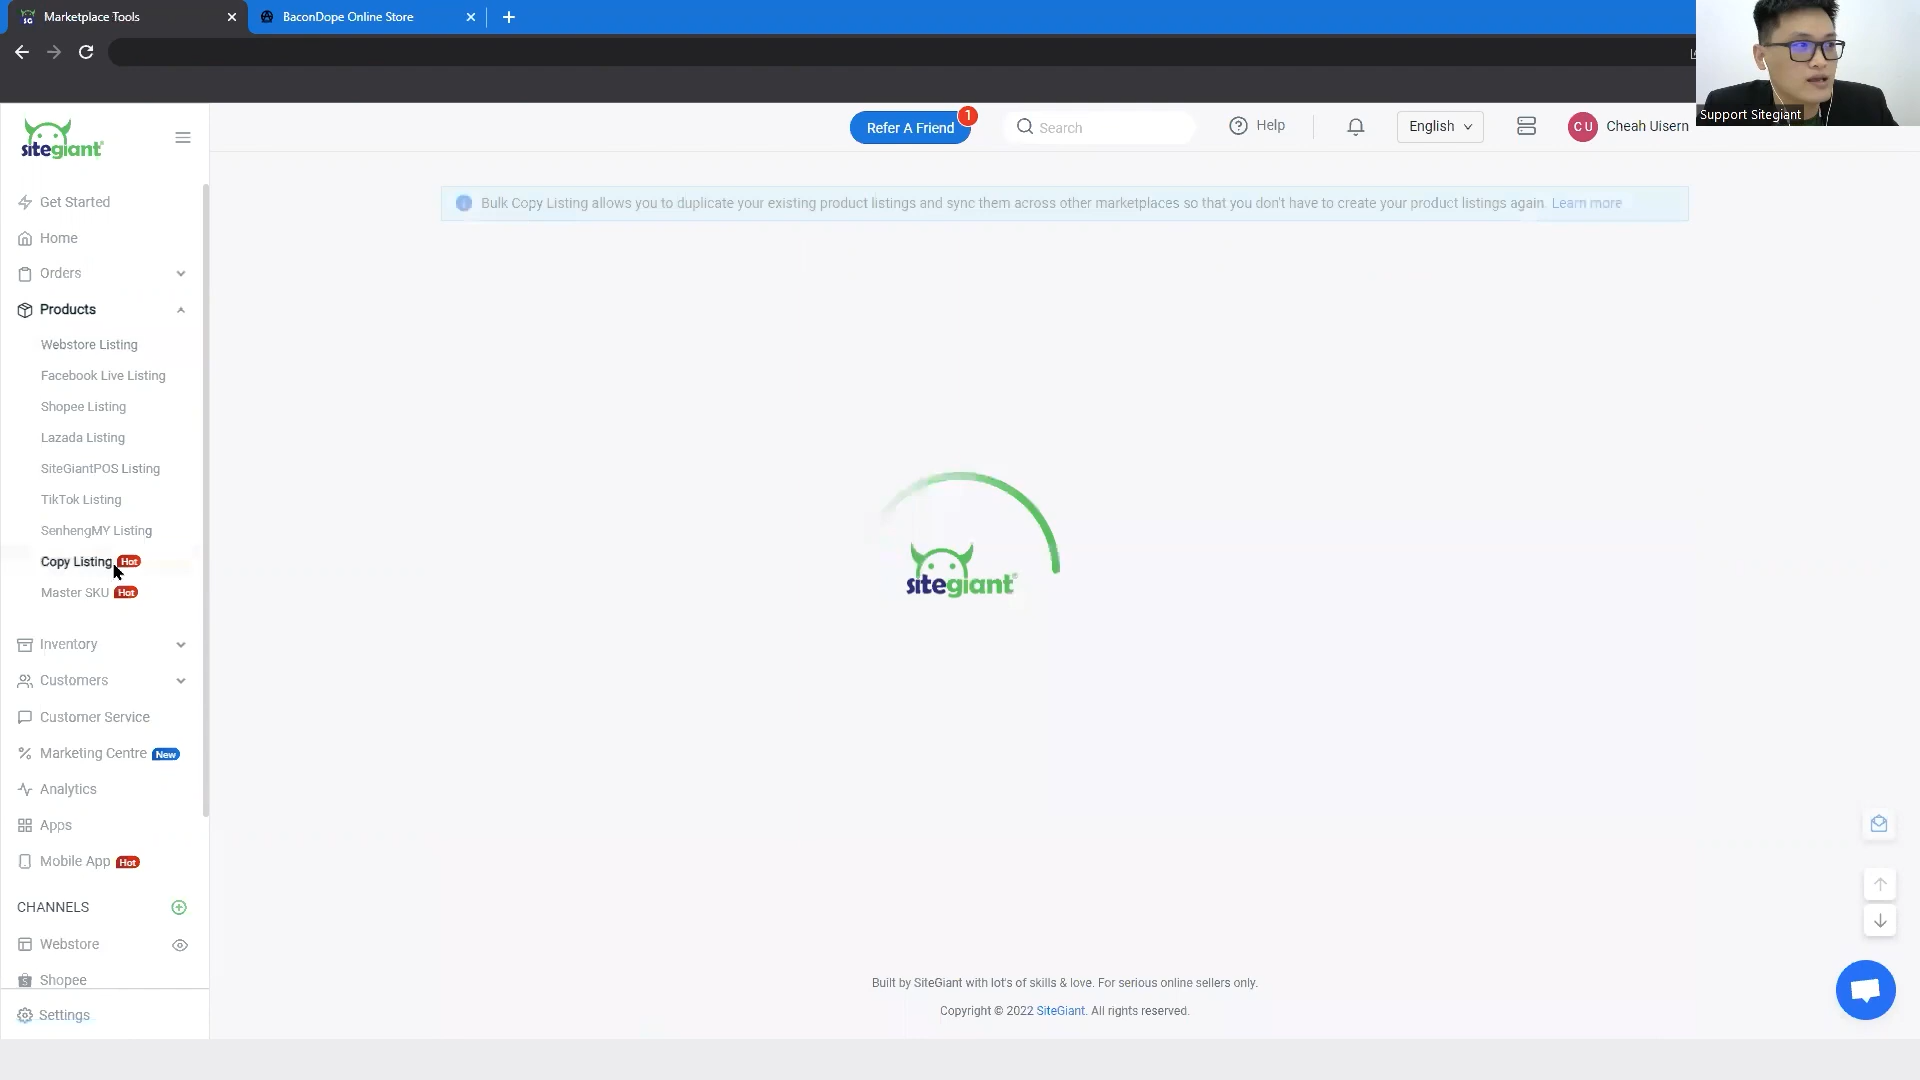 Marketplace Tools
BaconDope Online Store
Support Sitegiant
sitegiant
Refer A Friend
1
Search
Help
English
CU
Cheah Uisern
Get Started
Home
Orders
Products
Webstore Listing
Facebook Live Listing
Shopee Listing
Lazada Listing
SiteGiantPOS Listing
TikTok Listing
SenhengMY Listing
Copy Listing Hot
Master SKU Hot
Inventory
Customers
Customer Service
Marketing Centre New
Analytics
Apps
Mobile App Hot
CHANNELS
Webstore
Shopee
Settings
Bulk Copy Listing allows you to duplicate your existing product listings and sync them across other marketplaces so that you don't have to create your product listings again. Learn more
sitegiant
Built by SiteGiant with lot's of skills & love. For serious online sellers only.
Copyright © 2022 SiteGiant. All rights reserved.